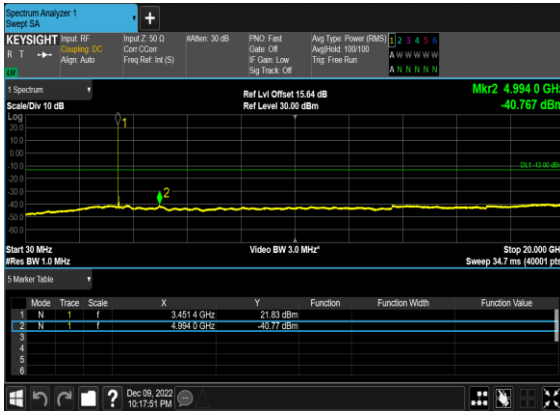 Spectrum Analyzer 1
Swept SA
+
KEYSIGHT
R T
Input: RF
Coupling: DC
Align: Auto
Input Z: 50 Ω
Corr CCorr
Freq Ref: Int (S)
#Atten: 30 dB
PNO: Fast
Gate: Off
IF Gain: Low
Sig Track: Off
Avg Type: Power (RMS)
Avg|Hold: 100/100
Trig: Free Run
1 2 3 4 5 6
A W W W W W
A N N N N N
1 Spectrum
Scale/Div 10 dB
Ref Lvl Offset 15.64 dB
Ref Level 30.00 dBm
Mkr2 4.994 0 GHz
-40.767 dBm
Log
20.0
10.0
0.00
-10.0
-20.0
-30.0
-40.0
-50.0
-60.0
1
2
DL1 -13.00 dBm
Start 30 MHz
#Res BW 1.0 MHz
Video BW 3.0 MHz*
Stop 20.000 GHz
Sweep 34.7 ms (40001 pts)
5 Marker Table
Mode Trace Scale X Y Function Function Width Function Value
1 N 1 f 3.451 4 GHz 21.83 dBm
2 N 1 f 4.994 0 GHz -40.77 dBm
3
4
5
6
?
Dec 09, 2022
10:17:51 PM